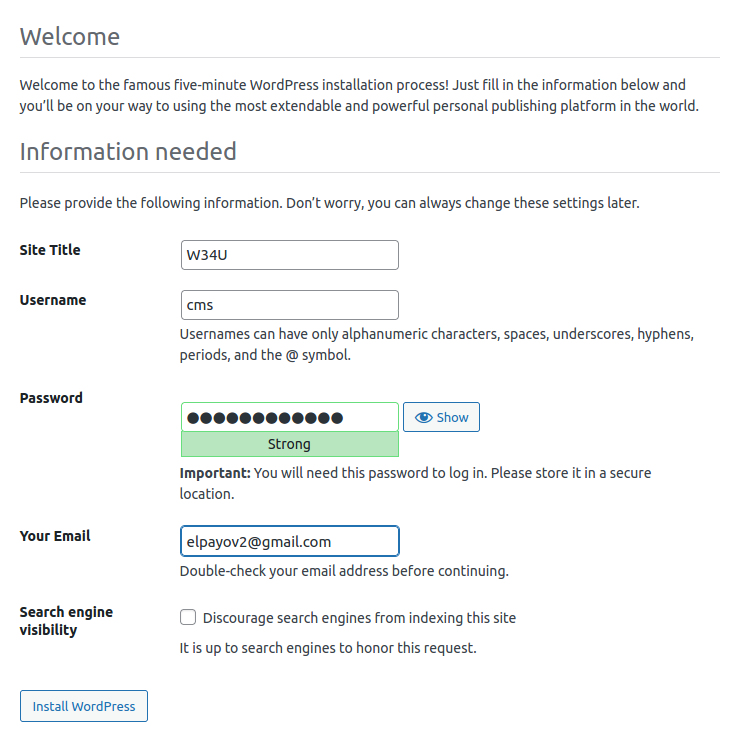 Welcome
Welcome to the famous five-minute WordPress installation process! Just fill in the information below and
you’ll be on your way to using the most extendable and powerful personal publishing platform in the world.
Information needed
Please provide the following information. Don’t worry, you can always change these settings later.
Site Title
W34U
Username
cms
Usernames can have only alphanumeric characters, spaces, underscores, hyphens,
periods, and the @ symbol.
Password
●●●●●●●●●●●●
Show
Strong
Important: You will need this password to log in. Please store it in a secure
location.
Your Email
elpayov2@gmail.com
Double-check your email address before continuing.
Search engine
visibility
Discourage search engines from indexing this site
It is up to search engines to honor this request.
Install WordPress